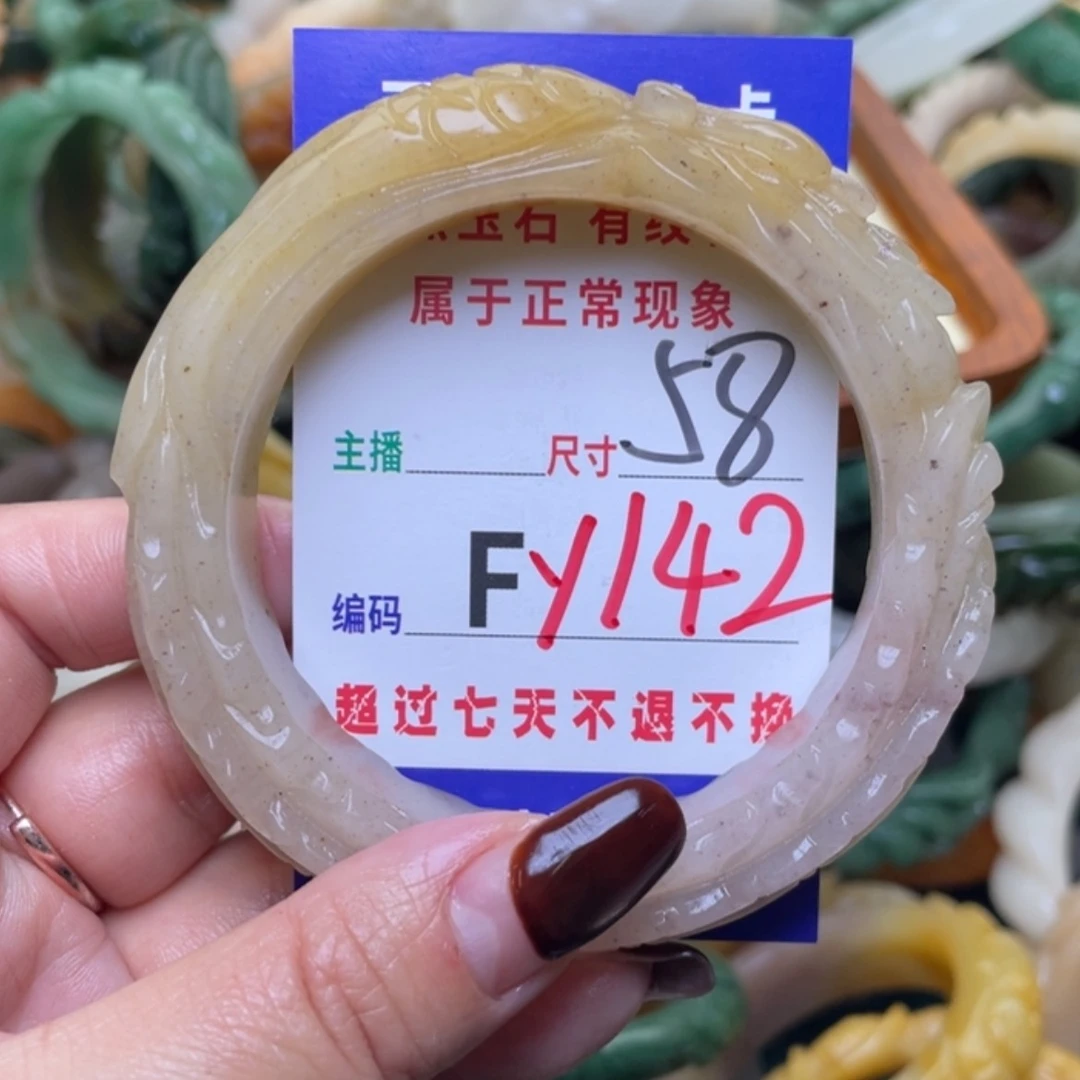 玉石 有纹
属于正常现象
主播 尺寸 58
编码 FY142
超过七天不退不换